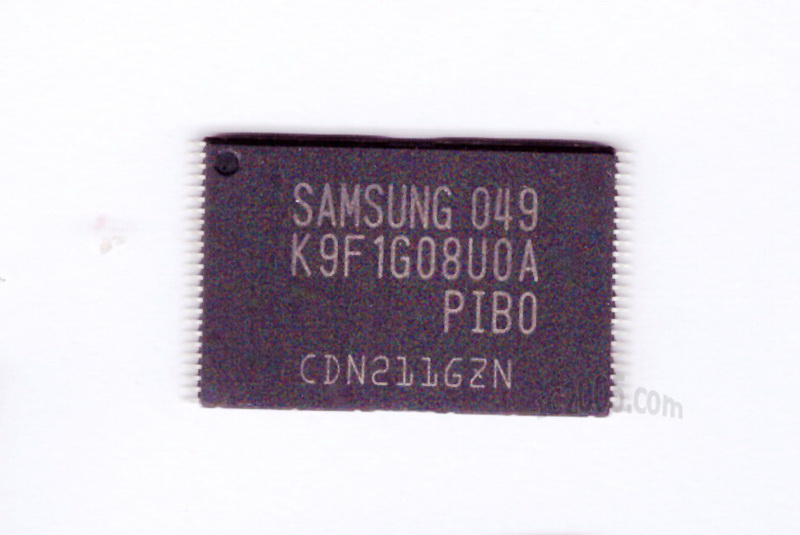 SAMSUNG 049
K9F1G08U0A
PIB0
CDN211GZN